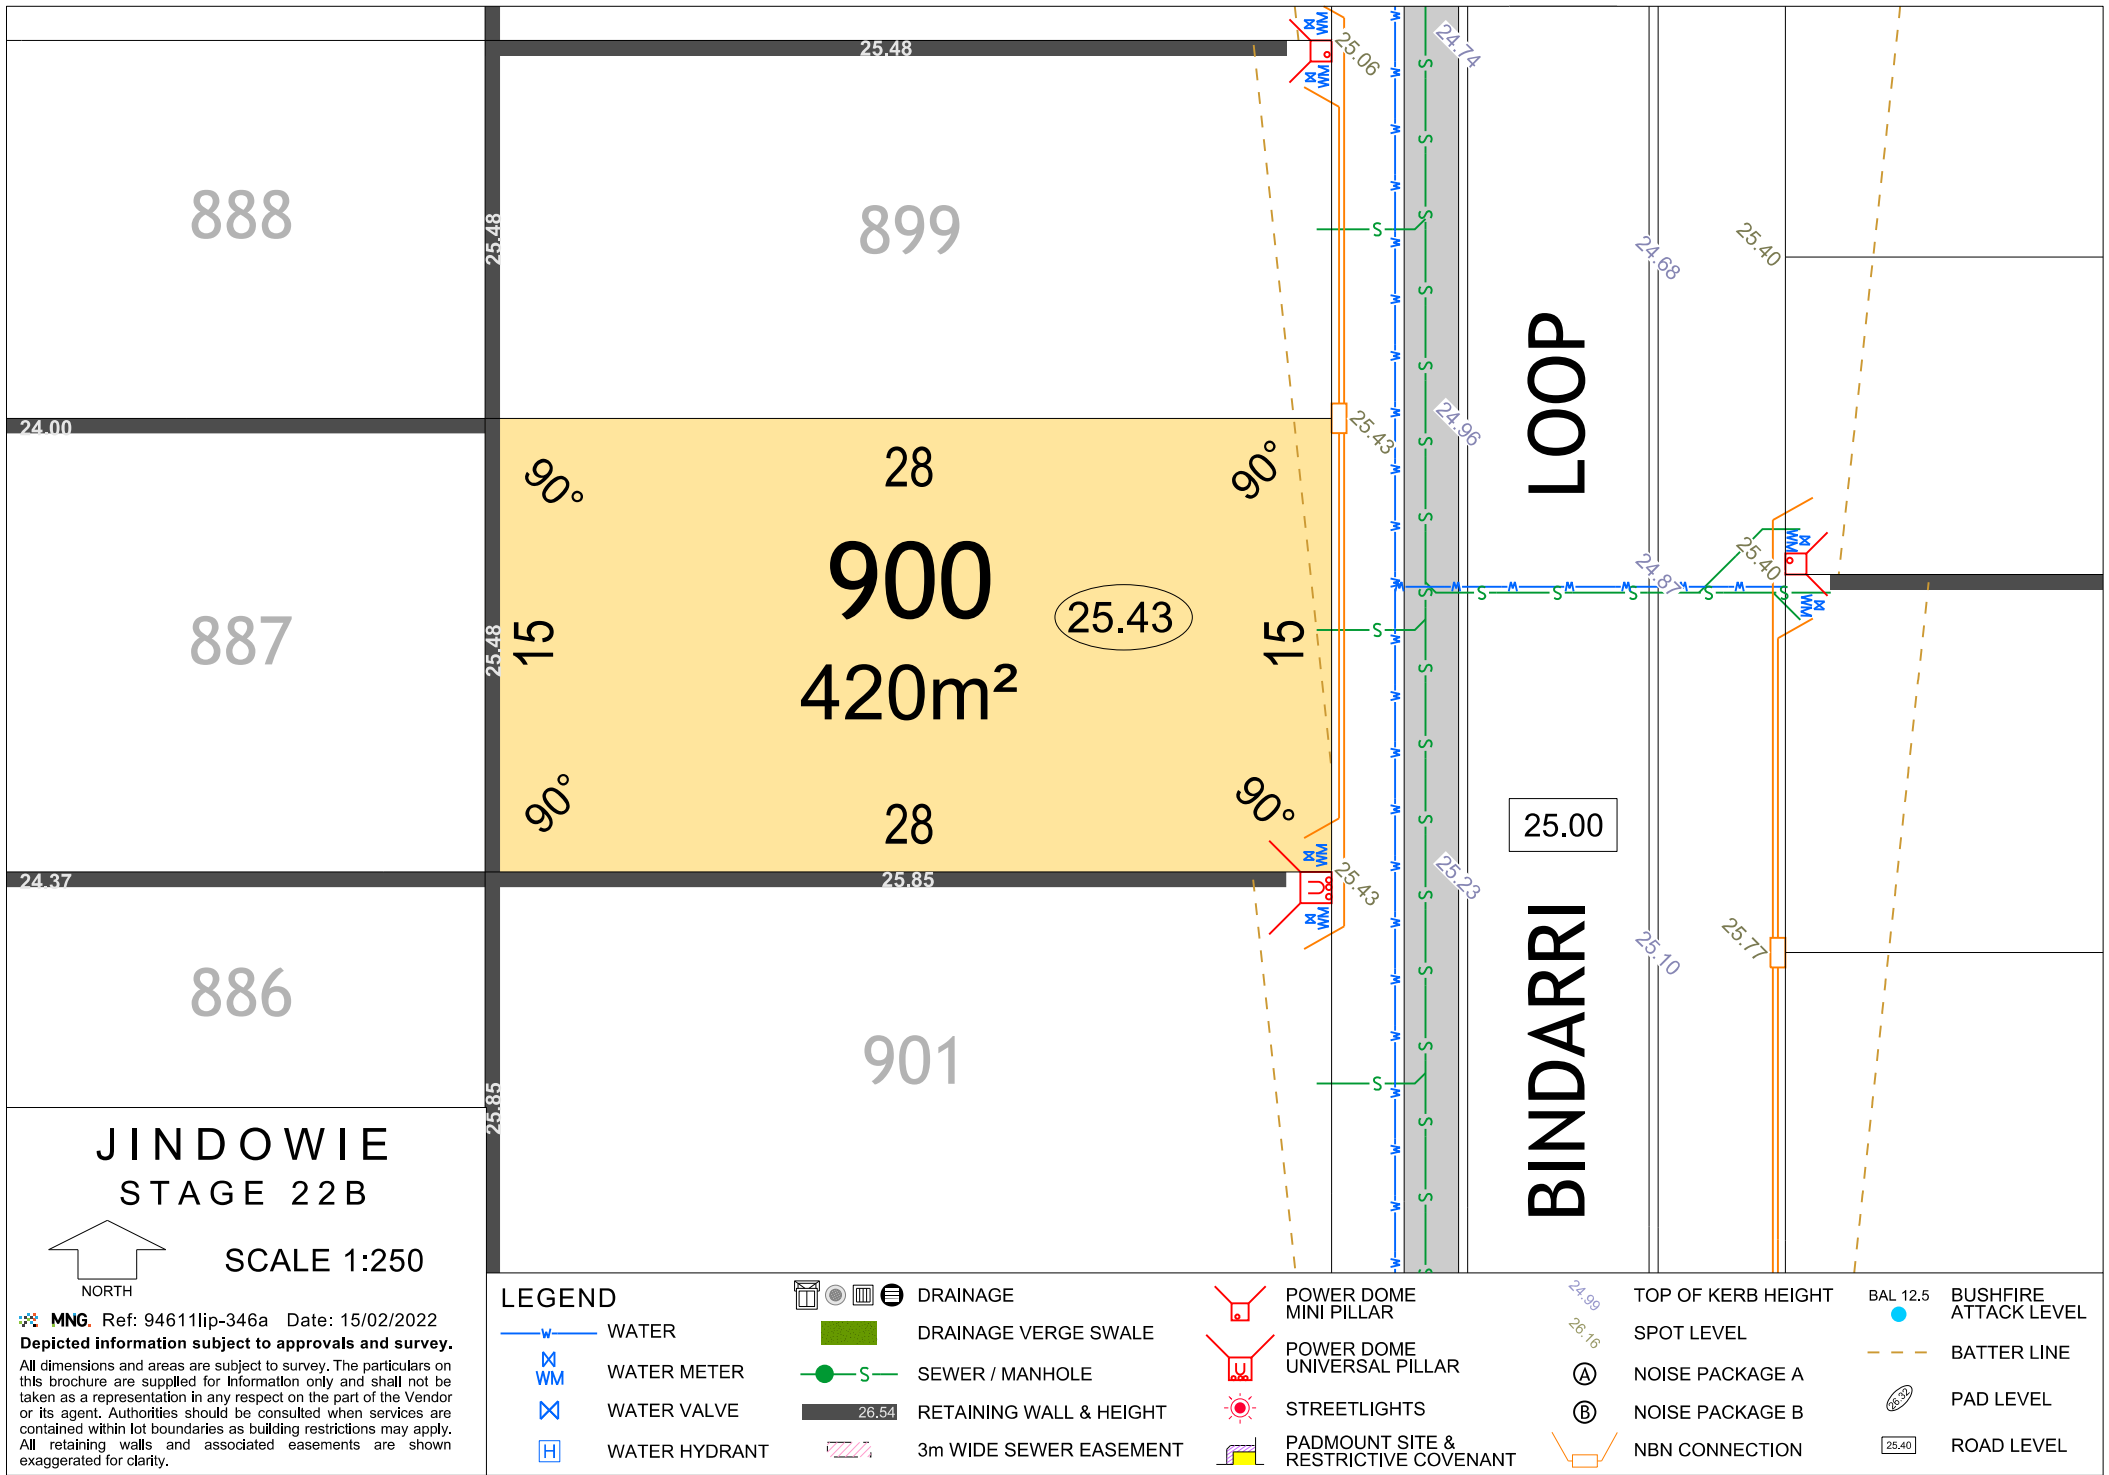 25.48
25.06
24.74
888
899
25.48
24.68
25.40
LOOP
24.00
28
90°
90°
25.43
24.96
900
25.43
24.87
25.40
887
15
25.48
15
420m²
90°
90°
28
25.00
24.37
25.85
25.43
25.23
886
901
BINDARRI
25.77
25.10
25.85
WM
WM
WM
WM
WM
WM
JINDOWIE
STAGE 22B
NORTH
SCALE 1:250
MNG. Ref: 94611lip-346a Date: 15/02/2022
Depicted information subject to approvals and survey.
All dimensions and areas are subject to survey. The particulars on
this brochure are supplied for information only and shall not be
taken as a representation in any respect on the part of the Vendor
or its agent. Authorities should be consulted when services are
contained within lot boundaries as building restrictions may apply.
All retaining walls and associated easements are shown
exaggerated for clarity.
LEGEND
W WATER
WM WATER METER
WATER VALVE
H WATER HYDRANT
DRAINAGE
DRAINAGE VERGE SWALE
S SEWER / MANHOLE
26.54 RETAINING WALL & HEIGHT
3m WIDE SEWER EASEMENT
POWER DOME
MINI PILLAR
POWER DOME
UNIVERSAL PILLAR
STREETLIGHTS
PADMOUNT SITE &
RESTRICTIVE COVENANT
24.99 TOP OF KERB HEIGHT
26.16 SPOT LEVEL
A NOISE PACKAGE A
B NOISE PACKAGE B
NBN CONNECTION
BAL 12.5 BUSHFIRE
ATTACK LEVEL
BATTER LINE
26.32 PAD LEVEL
25.40 ROAD LEVEL